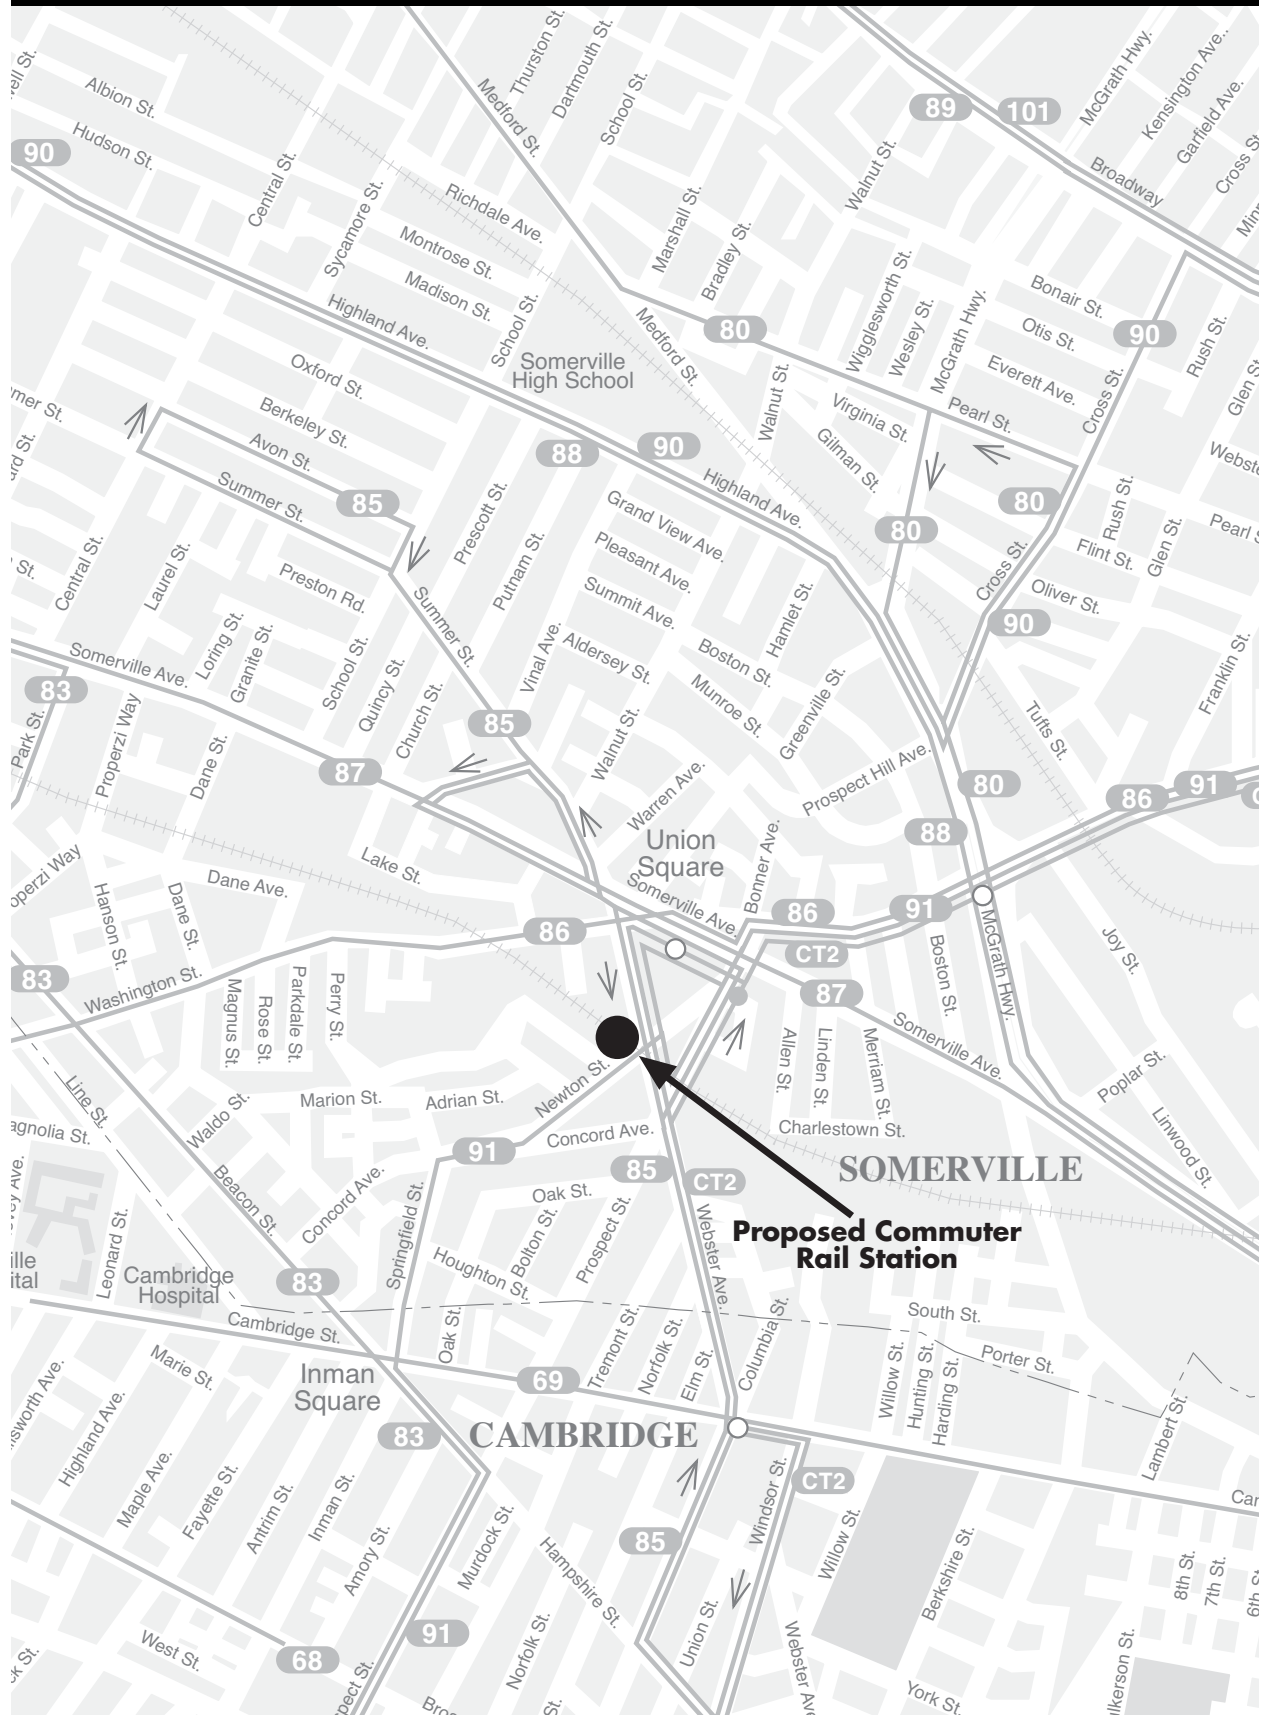 Thurston St.
Dartmouth St.
School St.
Medford St.
McGrath Hwy.
Kensington Ave.
Garfield Ave.
Albion St.
Hudson St.
89
101
90
Central St.
Sycamore St.
Richdale Ave.
Montrose St.
Madison St.
School St.
Marshall St.
Bradley St.
Walnut St.
Broadway
Highland Ave.
Wigglesworth St.
Wesley St.
McGrath Hwy.
Bonair St.
Otis St.
Everett Ave.
90
Rush St.
Cross St.
80
Medford St.
Somerville
High School
Oxford St.
Berkeley St.
Avon St.
Summer St.
85
Walnut St.
Virginia St.
Gilman St.
Pearl St.
88
90
Highland Ave.
80
80
Grand View Ave.
Pleasant Ave.
Summit Ave.
Aldersey St.
Prescott St.
Putnam St.
Vinal Ave.
Rush St.
Glen St.
Flint St.
Oliver St.
Cross St.
90
Central St.
Laurel St.
Preston Rd.
Summer St.
Loring St.
Granite St.
School St.
Quincy St.
Church St.
Hamlet St.
Boston St.
Munroe St.
Greenville St.
Franklin St.
Tufts St.
Somerville Ave.
83
Park St.
Properzi Way
Dane St.
87
85
Walnut St.
Warren Ave.
Prospect Hill Ave.
80
88
86
91
Union
Square
Bonner Ave.
Somerville Ave.
Lake St.
Dane Ave.
Hanson St.
Dane St.
86
86
91
CT2
87
Boston St.
McGrath Hwy.
Joy St.
83
Washington St.
Magnus St.
Rose St.
Parkdale St.
Perry St.
Allen St.
Linden St.
Merriam St.
Somerville Ave.
Poplar St.
Linwood St.
Line St.
Waldo St.
Marion St.
Adrian St.
Newton St.
Concord Ave.
Charlestown St.
91
85
CT2
SOMERVILLE
Beacon St.
Concord Ave.
Springfield St.
Oak St.
Bolton St.
Prospect St.
Houghton St.
Webster Ave.
Proposed Commuter
Rail Station
Leonard St.
Cambridge
Hospital
83
Cambridge St.
Oak St.
Tremont St.
Norfolk St.
Elm St.
Columbia St.
South St.
Porter St.
Willow St.
Hunting St.
Harding St.
Lambert St.
Marie St.
Inman
Square
69
83
CAMBRIDGE
Highland Ave.
Maple Ave.
Fayette St.
Antrim St.
Inman St.
Amory St.
Murdock St.
Hampshire St.
85
Windsor St.
CT2
Willow St.
Berkshire St.
8th St.
7th St.
West St.
68
91
Norfolk St.
Union St.
York St.